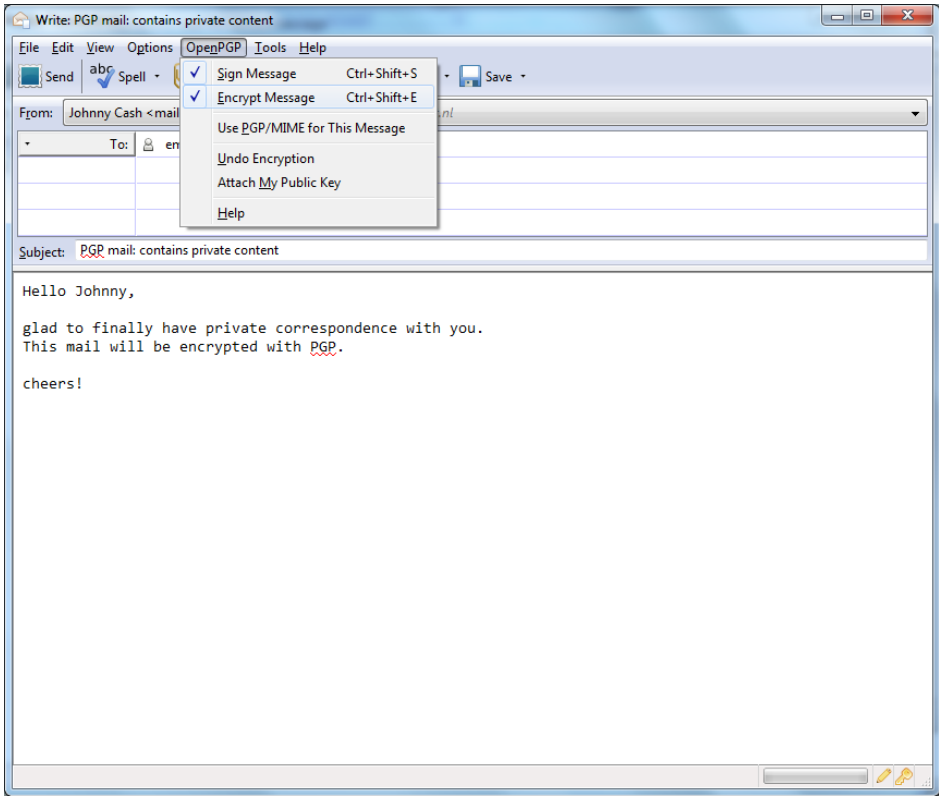 Write: PGP mail: contains private content
File Edit View Options OpenPGP Tools Help
Send abc Spell Save
Sign Message Ctrl+Shift+S
Encrypt Message Ctrl+Shift+E
Use PGP/MIME for This Message
Undo Encryption
Attach My Public Key
Help
From: Johnny Cash <mail .nl
To: en
Subject: PGP mail: contains private content
Hello Johnny,
glad to finally have private correspondence with you.
This mail will be encrypted with PGP.
cheers!